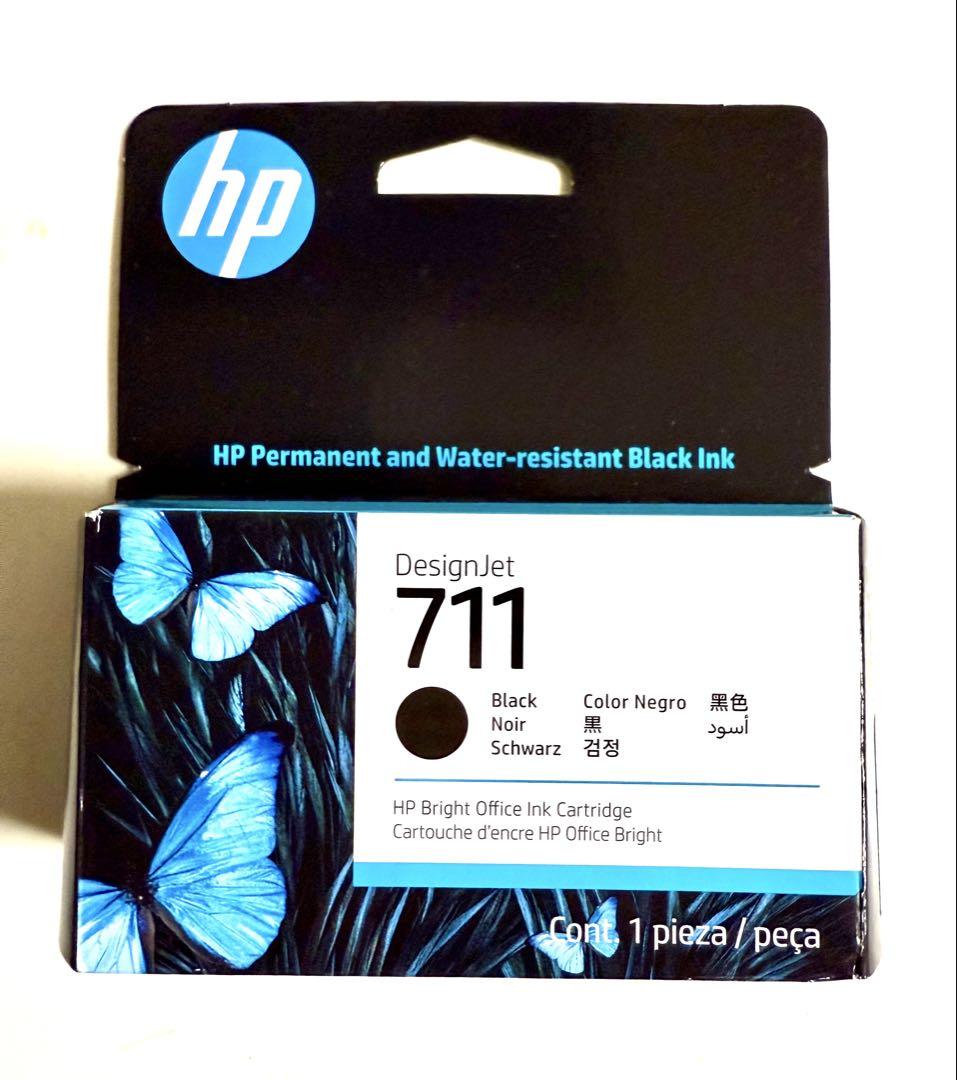 hp
HP Permanent and Water-resistant Black Ink
DesignJet
711
Black Color Negro 黑色
Noir 黒 أسود
Schwarz 검정
HP Bright Office Ink Cartridge
Cartouche d'encre HP Office Bright
Cont. 1 pieza / peça